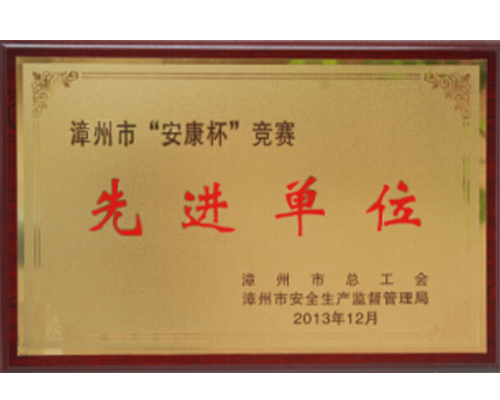 漳州市“安康杯”竞赛
先进单位
漳州市总工会
漳州市安全生产监督管理局
2013年12月